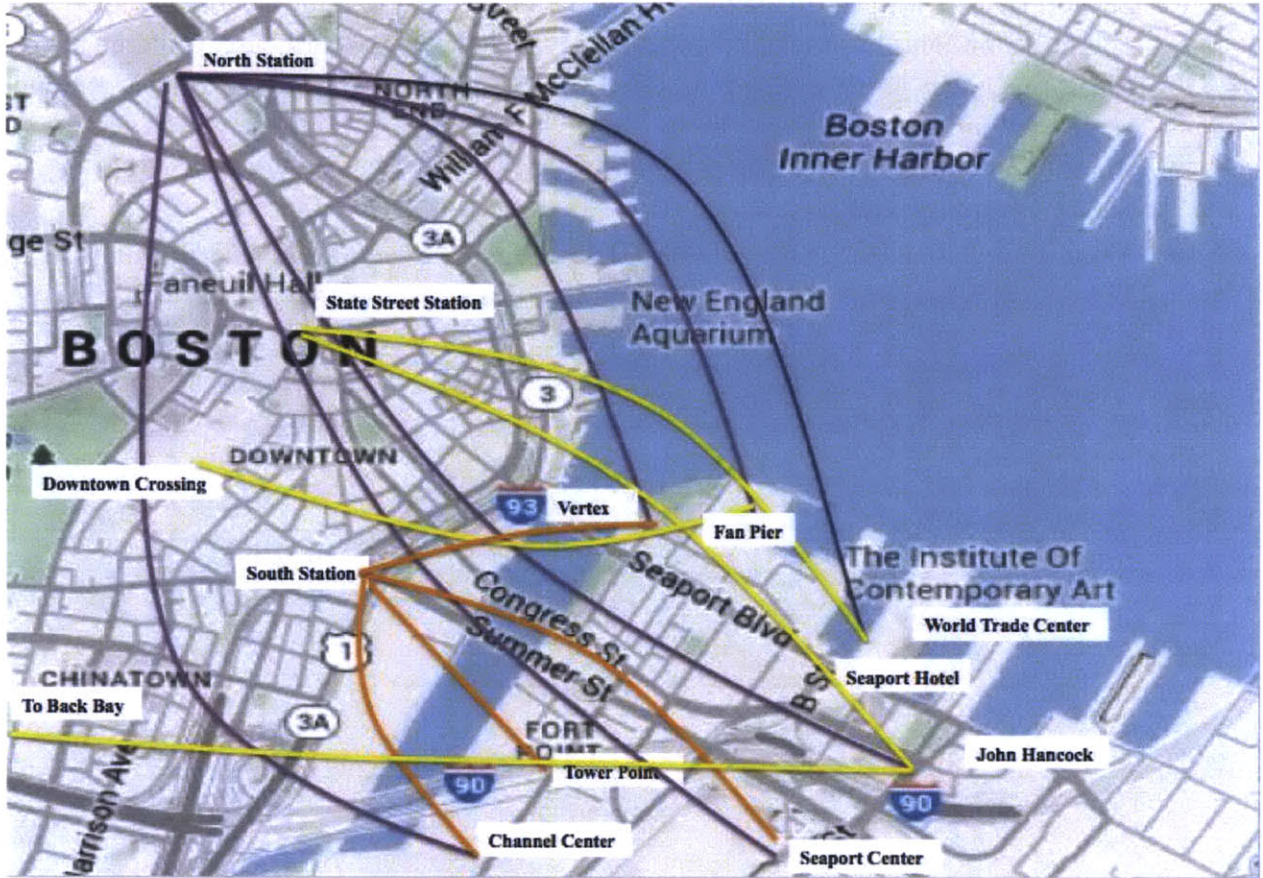 North Station
NORTH
END
William F McClellan H
Street
Boston
Inner Harbor
ge St
3A
Faneuil Hall
State Street Station
New England
Aquarium
BOSTON
3
DOWNTOWN
Downtown Crossing
93
Vertex
Fan Pier
South Station
Congress St
Seaport Blvd
The Institute Of
Contemporary Art
Summer St
World Trade Center
1
B St
Seaport Hotel
CHINATOWN
To Back Bay
3A
FORT
POINT
John Hancock
Tower Point
90
90
Harrison Ave
Channel Center
Seaport Center